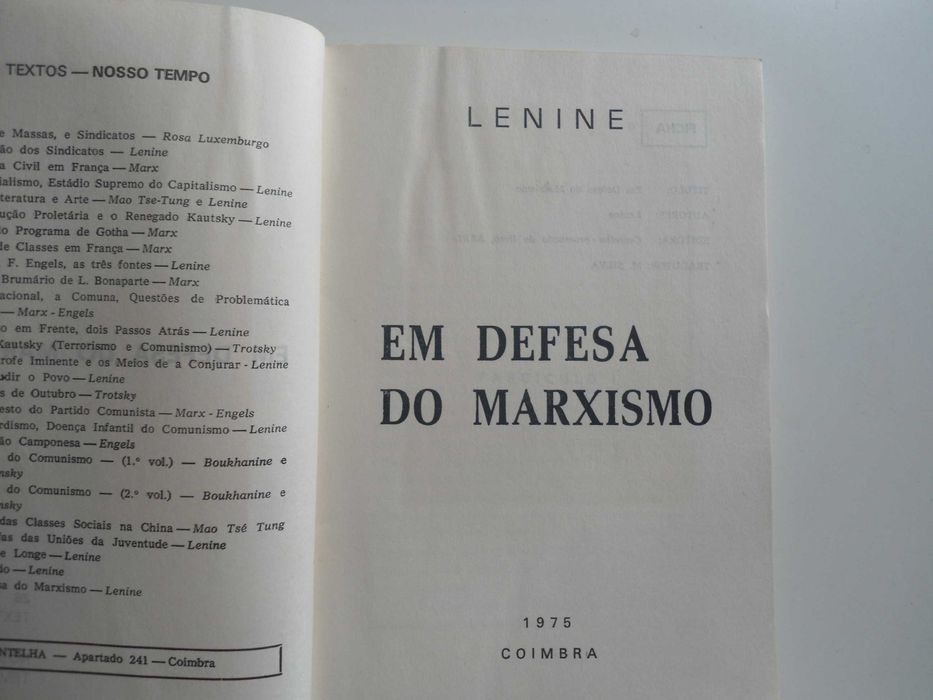 TEXTOS — NOSSO TEMPO
e Massas, e Sindicatos — Rosa Luxemburgo
ão dos Sindicatos — Lenine
a Civil em França — Marx
ialismo, Estádio Supremo do Capitalismo — Lenine
teratura e Arte — Mao Tse-Tung e Lenine
ução Proletária e o Renegado Kautsky — Lenine
o Programa de Gotha — Marx
de Classes em França — Marx
F. Engels, as três fontes — Lenine
Brumário de L. Bonaparte — Marx
acional, a Comuna, Questões de Problemática
— Marx - Engels
o em Frente, dois Passos Atrás — Lenine
Kautsky (Terrorismo e Comunismo) — Trotsky
rofe Iminente e os Meios de a Conjurar - Lenine
dir o Povo — Lenine
s de Outubro — Trotsky
esto do Partido Comunista — Marx - Engels
rdismo, Doença Infantil do Comunismo — Lenine
ão Camponesa — Engels
do Comunismo — (1.º vol.) — Boukhanine e
nsky
do Comunismo — (2.º vol.) — Boukhanine e
nsky
das Classes Sociais na China — Mao Tsé Tung
fas das Uniões da Juventude — Lenine
e Longe — Lenine
do — Lenine
sa do Marxismo — Lenine
NTELHA — Apartado 241 — Coimbra
LENINE
EM DEFESA
DO MARXISMO
1975
COIMBRA